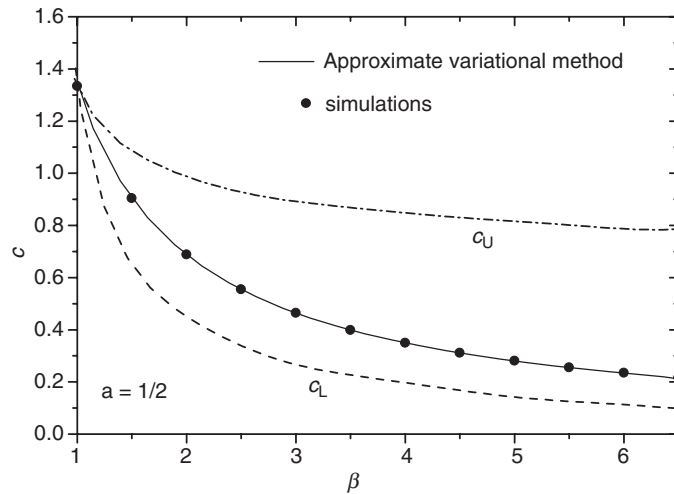 1.6
Approximate variational method
1.4
simulations
1.2
1.0
0.8
c
c_U
0.6
0.4
0.2
a = 1/2
c_L
0.0
1 2 3 4 5 6
β